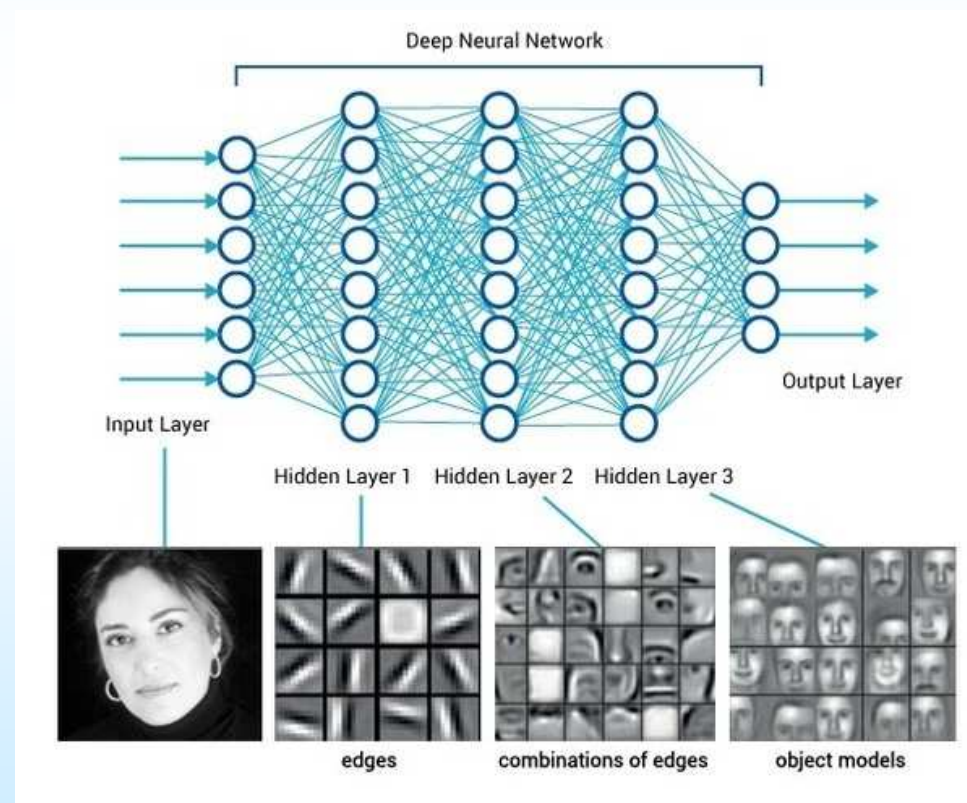 Deep Neural Network
Output Layer
Input Layer
Hidden Layer 1 Hidden Layer 2 Hidden Layer 3
edges combinations of edges object models